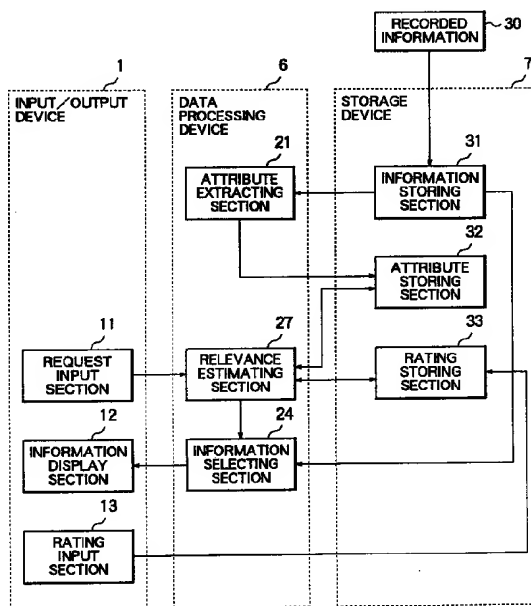 RECORDED
INFORMATION
30
1
6
7
INPUT/OUTPUT
DEVICE
DATA
PROCESSING
DEVICE
STORAGE
DEVICE
21
ATTRIBUTE
EXTRACTING
SECTION
31
INFORMATION
STORING
SECTION
32
ATTRIBUTE
STORING
SECTION
11
REQUEST
INPUT
SECTION
27
RELEVANCE
ESTIMATING
SECTION
33
RATING
STORING
SECTION
12
INFORMATION
DISPLAY
SECTION
24
INFORMATION
SELECTING
SECTION
13
RATING
INPUT
SECTION